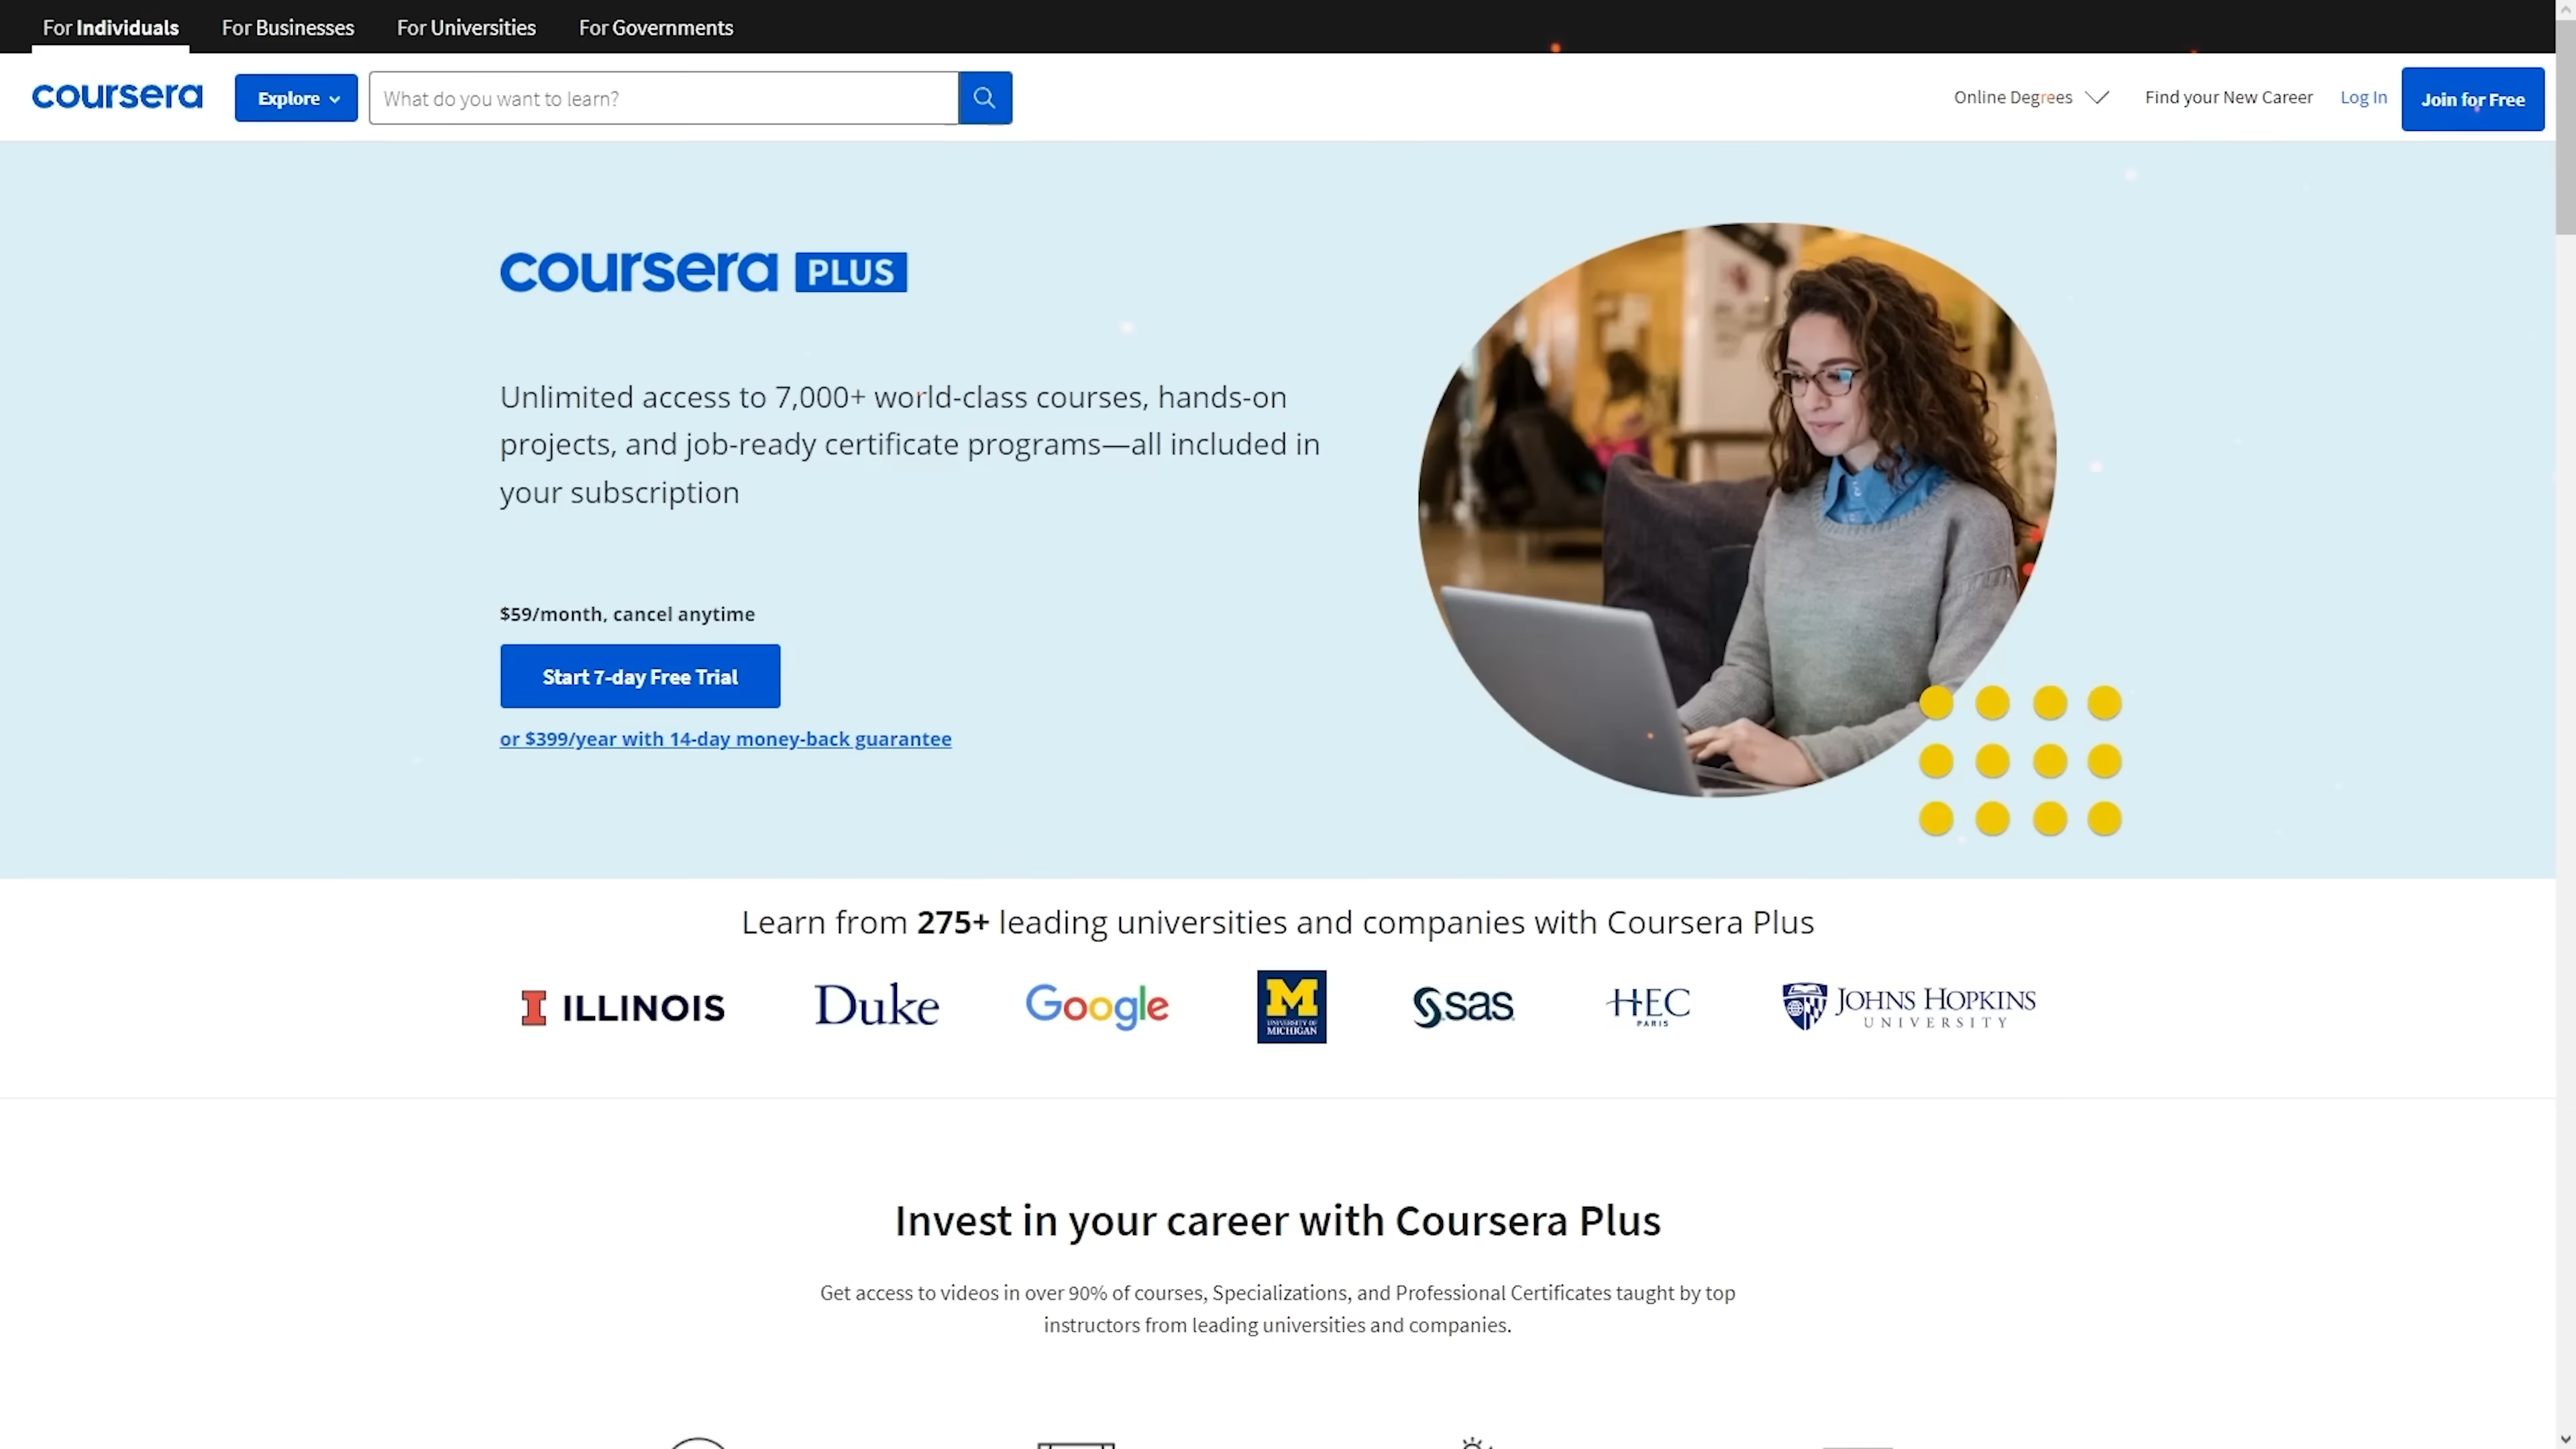 For Individuals For Businesses For Universities For Governments
coursera Explore What do you want to learn? Online Degrees Find your New Career Log In Join for Free
coursera PLUS
Unlimited access to 7,000+ world-class courses, hands-on
projects, and job-ready certificate programs—all included in
your subscription
$59/month, cancel anytime
Start 7-day Free Trial
or $399/year with 14-day money-back guarantee
Learn from 275+ leading universities and companies with Coursera Plus
I ILLINOIS Duke Google M UNIVERSITY OF MICHIGAN sas HEC PARIS JOHNS HOPKINS UNIVERSITY
Invest in your career with Coursera Plus
Get access to videos in over 90% of courses, Specializations, and Professional Certificates taught by top
instructors from leading universities and companies.